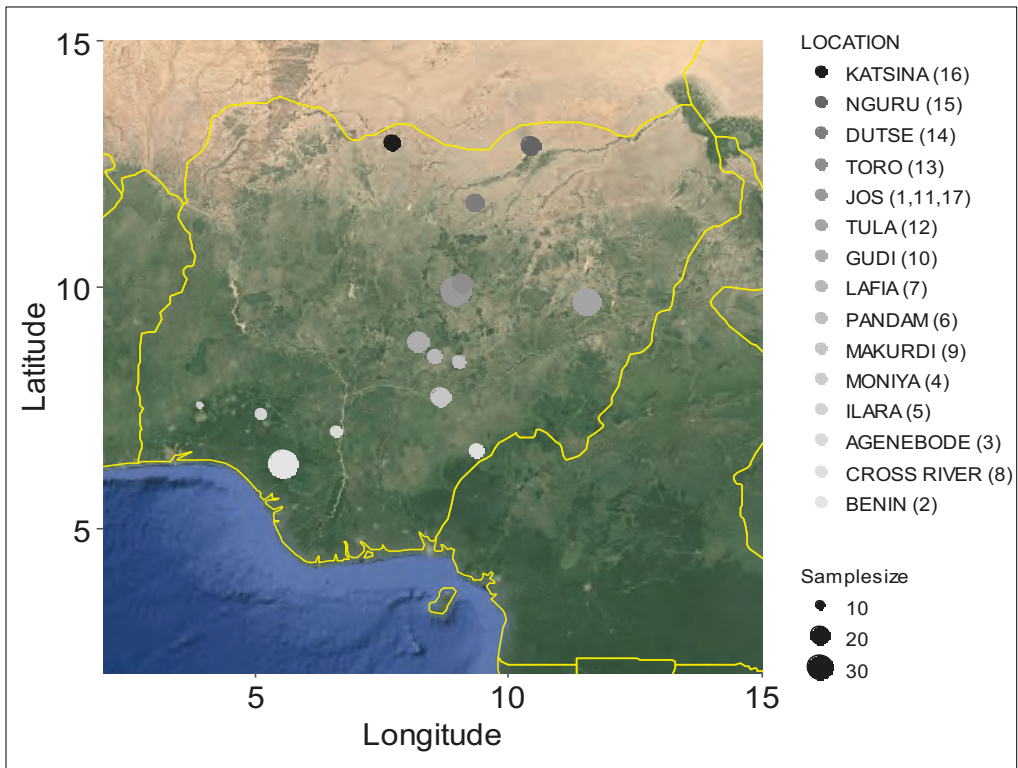 15
10
5
Latitude
5
10
15
Longitude
LOCATION
KATSINA (16)
NGURU (15)
DUTSE (14)
TORO (13)
JOS (1,11,17)
TULA (12)
GUDI (10)
LAFIA (7)
PANDAM (6)
MAKURDI (9)
MONIYA (4)
ILARA (5)
AGENEBODE (3)
CROSS RIVER (8)
BENIN (2)
Samplesize
10
20
30